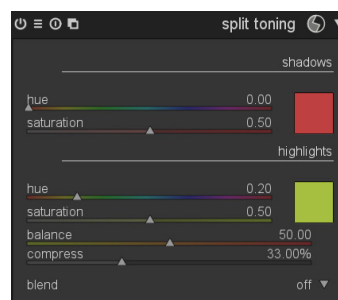 split toning
shadows
hue 0.00
saturation 0.50
highlights
hue 0.20
saturation 0.50
balance 50.00
compress 33.00%
blend off